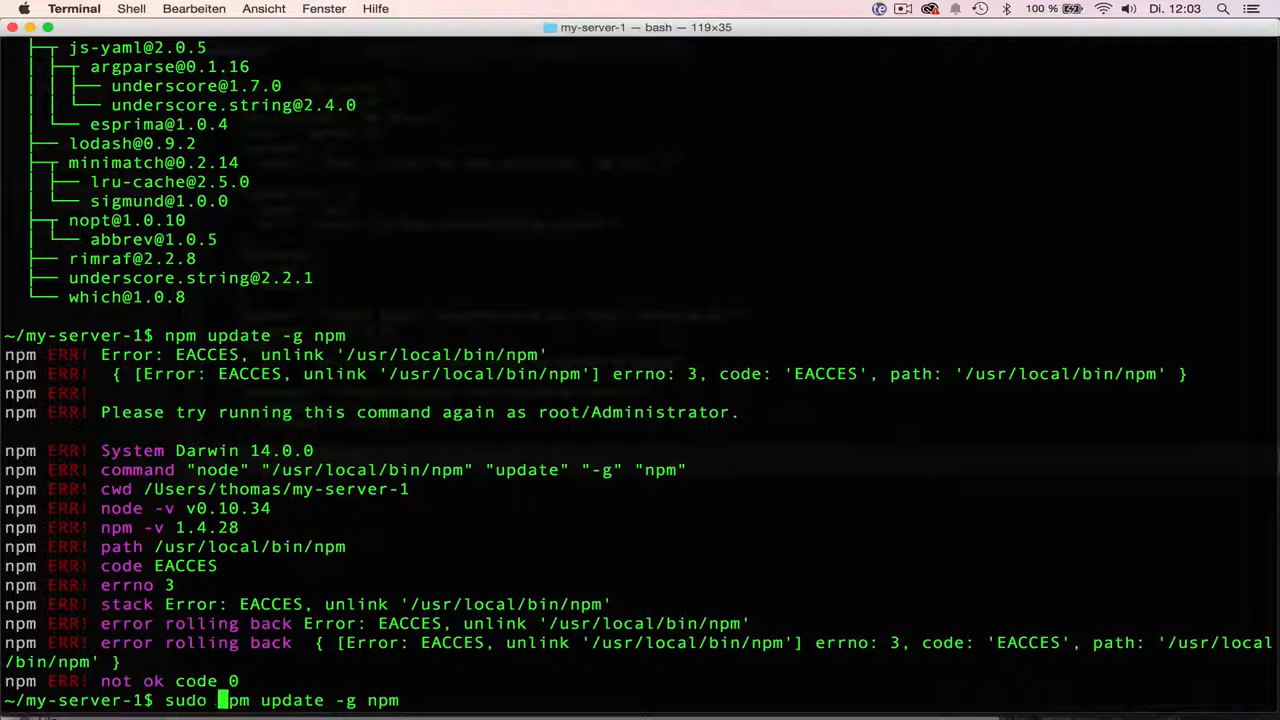 Terminal Shell Bearbeiten Ansicht Fenster Hilfe 100 % Di. 12:03
my-server-1 — bash — 119×35
├─┬ js-yaml@2.0.5
│ ├─┬ argparse@0.1.16
│ │ ├── underscore@1.7.0
│ │ └── underscore.string@2.4.0
│ └── esprima@1.0.4
├── lodash@0.9.2
├─┬ minimatch@0.2.14
│ ├── lru-cache@2.5.0
│ └── sigmund@1.0.0
├─┬ nopt@1.0.10
│ └── abbrev@1.0.5
├── rimraf@2.2.8
├── underscore.string@2.2.1
└── which@1.0.8
~/my-server-1$ npm update -g npm
npm ERR! Error: EACCES, unlink '/usr/local/bin/npm'
npm ERR!  { [Error: EACCES, unlink '/usr/local/bin/npm'] errno: 3, code: 'EACCES', path: '/usr/local/bin/npm' }
npm ERR!
npm ERR! Please try running this command again as root/Administrator.
npm ERR! System Darwin 14.0.0
npm ERR! command "node" "/usr/local/bin/npm" "update" "-g" "npm"
npm ERR! cwd /Users/thomas/my-server-1
npm ERR! node -v v0.10.34
npm ERR! npm -v 1.4.28
npm ERR! path /usr/local/bin/npm
npm ERR! code EACCES
npm ERR! errno 3
npm ERR! stack Error: EACCES, unlink '/usr/local/bin/npm'
npm ERR! error rolling back Error: EACCES, unlink '/usr/local/bin/npm'
npm ERR! error rolling back  { [Error: EACCES, unlink '/usr/local/bin/npm'] errno: 3, code: 'EACCES', path: '/usr/local
/bin/npm' }
npm ERR! not ok code 0
~/my-server-1$ sudo npm update -g npm